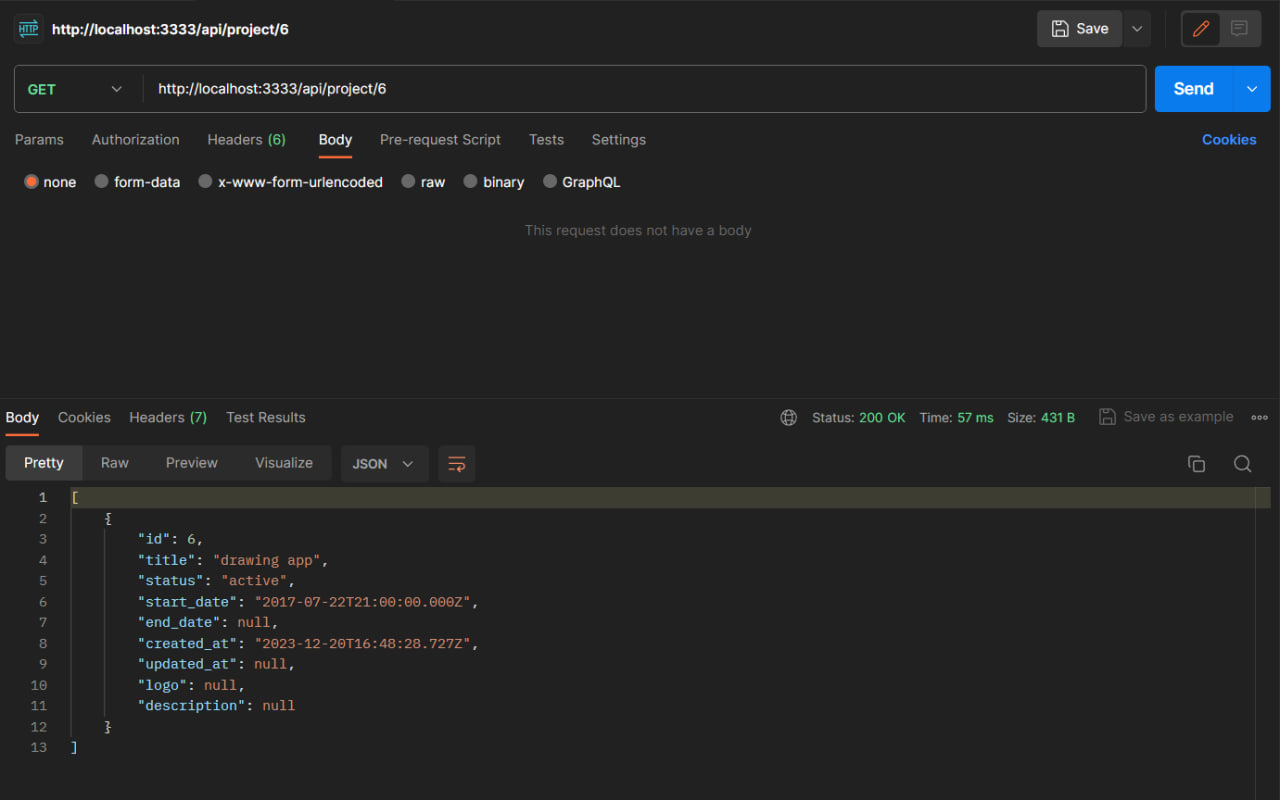 HTTP http://localhost:3333/api/project/6 Save
GET http://localhost:3333/api/project/6 Send
Params Authorization Headers (6) Body Pre-request Script Tests Settings Cookies
none form-data x-www-form-urlencoded raw binary GraphQL
This request does not have a body
Body Cookies Headers (7) Test Results Status: 200 OK Time: 57 ms Size: 431 B Save as example
Pretty Raw Preview Visualize JSON
1 [
2 {
3 "id": 6,
4 "title": "drawing app",
5 "status": "active",
6 "start_date": "2017-07-22T21:00:00.000Z",
7 "end_date": null,
8 "created_at": "2023-12-20T16:48:28.727Z",
9 "updated_at": null,
10 "logo": null,
11 "description": null
12 }
13 ]